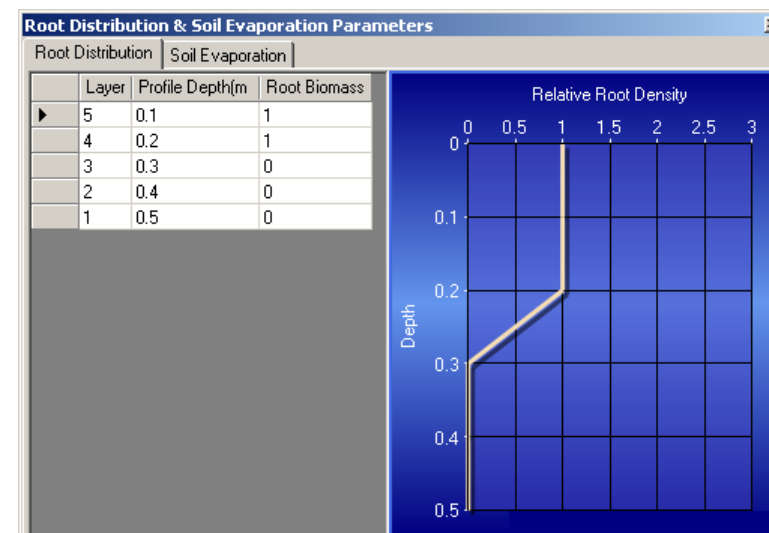 Root Distribution & Soil Evaporation Parameters
Root Distribution Soil Evaporation
Layer Profile Depth(m Root Biomass
5 0.1 1
4 0.2 1
3 0.3 0
2 0.4 0
1 0.5 0
Relative Root Density
0 0.5 1 1.5 2 2.5 3
0
0.1
0.2
0.3
0.4
0.5
Depth